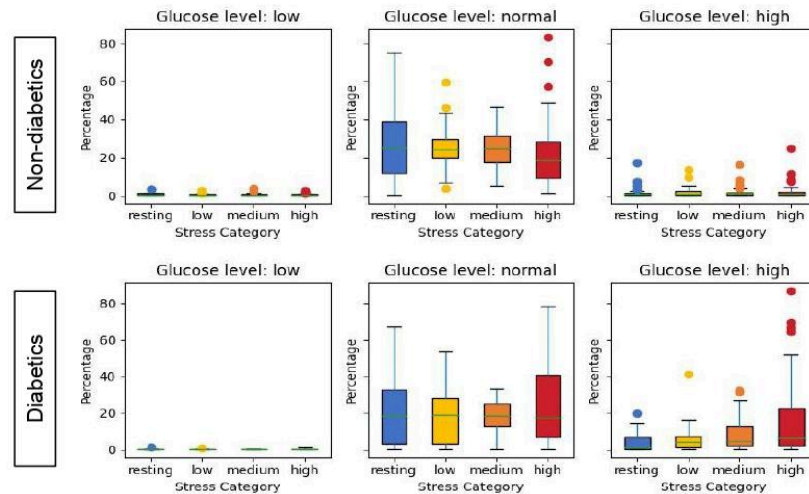 Non-diabetics
Glucose level: low
Percentage
80
60
40
20
0
resting low medium high
Stress Category
Glucose level: normal
Percentage
resting low medium high
Stress Category
Glucose level: high
Percentage
resting low medium high
Stress Category
Diabetics
Glucose level: low
Percentage
80
60
40
20
0
resting low medium high
Stress Category
Glucose level: normal
Percentage
resting low medium high
Stress Category
Glucose level: high
Percentage
resting low medium high
Stress Category